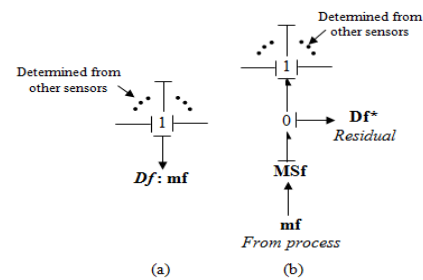 Determined from
other sensors
1
Df: mf
(a)
Determined from
other sensors
1
0
Df*
Residual
MSf
mf
From process
(b)